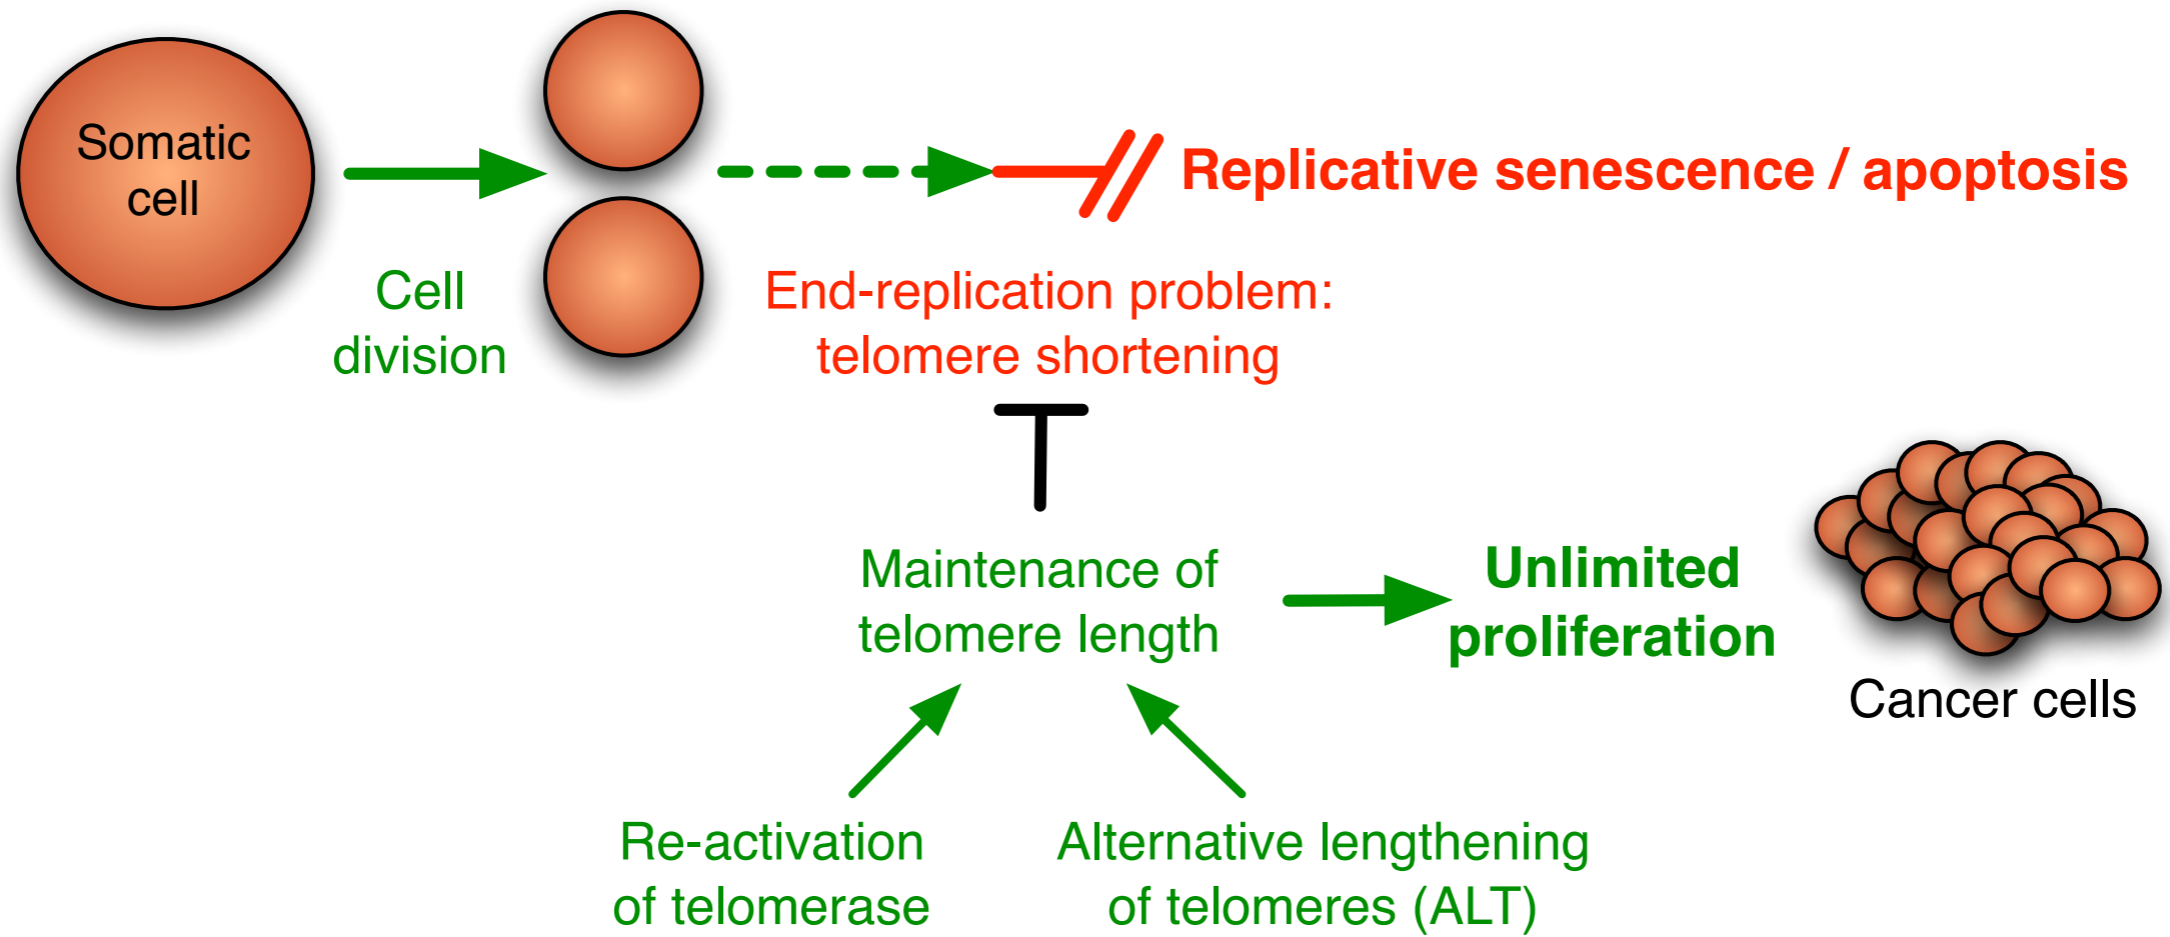 Somatic
cell
Cell
division
Replicative senescence / apoptosis
End-replication problem:
telomere shortening
Maintenance of
telomere length
Unlimited
proliferation
Cancer cells
Re-activation
of telomerase
Alternative lengthening
of telomeres (ALT)